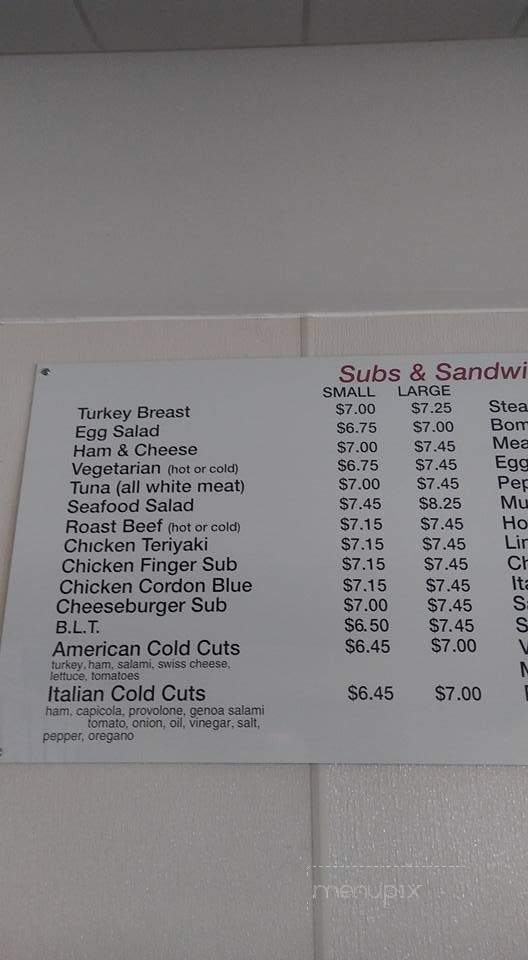 Subs & Sandwi
SMALL LARGE
Turkey Breast $7.00 $7.25 Stea
Egg Salad $6.75 $7.00 Bom
Ham & Cheese $7.00 $7.45 Mea
Vegetarian (hot or cold) $6.75 $7.45 Egg
Tuna (all white meat) $7.00 $7.45 Pep
Seafood Salad $7.45 $8.25 Mu
Roast Beef (hot or cold) $7.15 $7.45 Ho
Chicken Teriyaki $7.15 $7.45 Lin
Chicken Finger Sub $7.15 $7.45 Ch
Chicken Cordon Blue $7.15 $7.45 Ita
Cheeseburger Sub $7.00 $7.45 S
B.L.T. $6.50 $7.45 S
American Cold Cuts $6.45 $7.00 V
turkey, ham, salami, swiss cheese,
lettuce, tomatoes
Italian Cold Cuts $6.45 $7.00
ham, capicola, provolone, genoa salami
tomato, onion, oil, vinegar, salt,
pepper, oregano
menupix